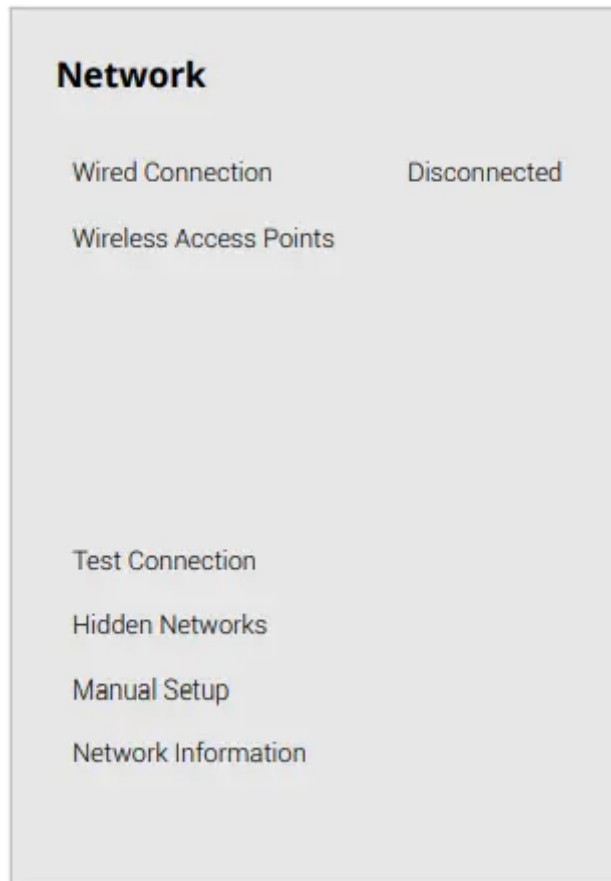 Network
Wired Connection Disconnected
Wireless Access Points
Test Connection
Hidden Networks
Manual Setup
Network Information